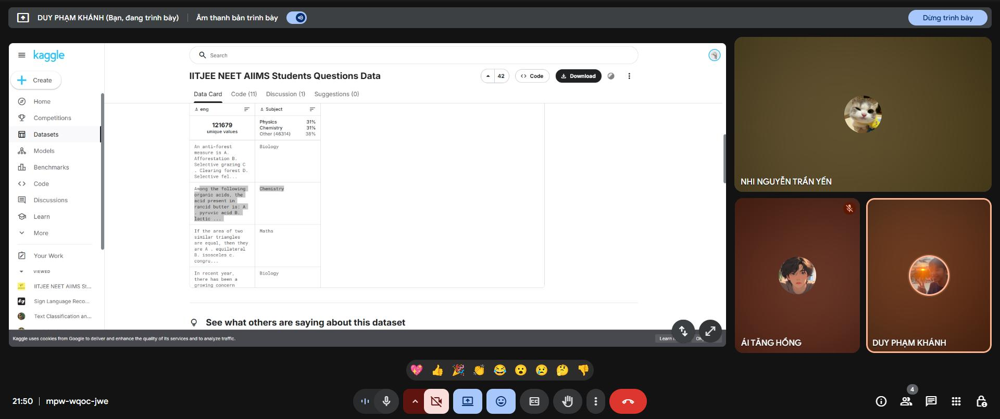 DUY PHẠM KHÁNH (Bạn, đang trình bày)
Âm thanh bản trình bày
Dừng trình bày
kaggle
Search
Create
IITJEE NEET AIIMS Students Questions Data
42
Code
Download
Data Card
Code (11)
Discussion (1)
Suggestions (0)
Home
Competitions
Datasets
Models
Benchmarks
Code
Discussions
Learn
More
Your Work
VIEWED
IITJEE NEET AIIMS St...
Sign Language Reco...
Text Classification an...
eng
Subject
121679
unique values
Physics 31%
Chemistry 31%
Other (46314) 38%
An anti-forest
measure is A.
Afforestation B.
Selective grazing C
. Clearing forest D.
Selective fel...
Biology
Among the following
organic acids, the
acid present in
rancid butter is: A
. pyruvic acid B.
lactic ...
Chemistry
If the area of two
similar triangles
are equal, then they
are A . equilateral
B. isosceles c.
congru...
Maths
In recent year,
there has been a
growing concern
Biology
See what others are saying about this dataset
Kaggle uses cookies from Google to deliver and enhance the quality of its services and to analyze traffic.
Learn
NHI NGUYỄN TRẦN YẾN
ÁI TĂNG HỒNG
DUY PHẠM KHÁNH
21:50
mpw-wqoc-jwe
CC
4